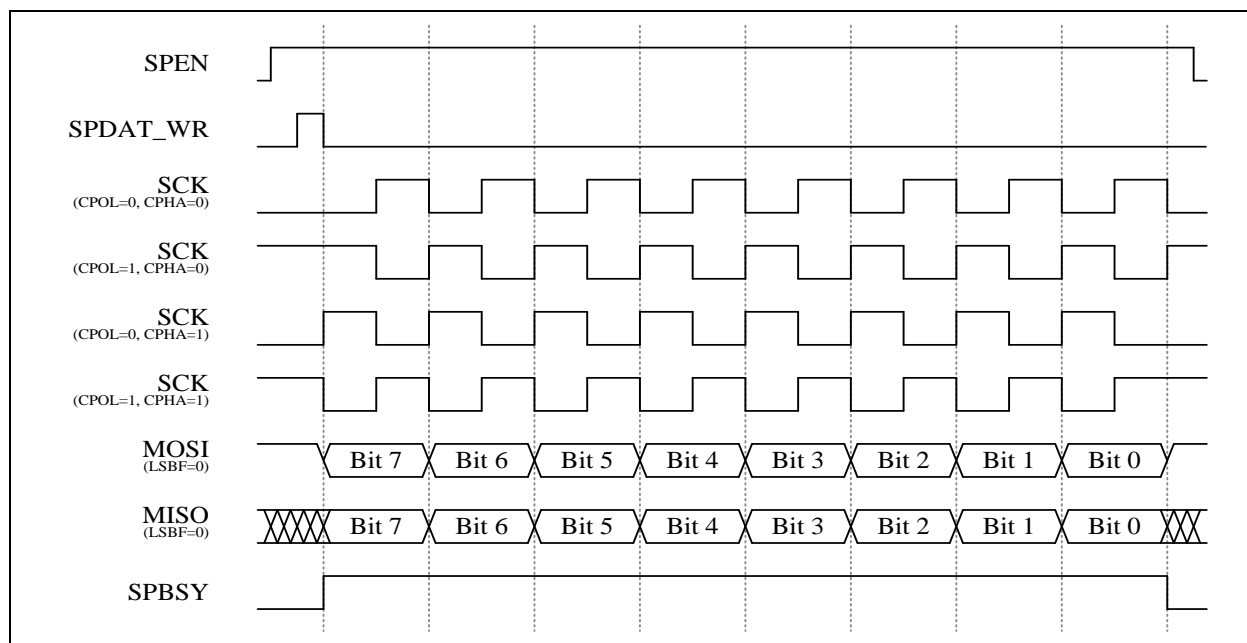 SPEN
SPDAT_WR
SCK
(CPOL=0, CPHA=0)
SCK
(CPOL=1, CPHA=0)
SCK
(CPOL=0, CPHA=1)
SCK
(CPOL=1, CPHA=1)
MOSI
(LSBF=0)
Bit 7 Bit 6 Bit 5 Bit 4 Bit 3 Bit 2 Bit 1 Bit 0
MISO
(LSBF=0)
Bit 7 Bit 6 Bit 5 Bit 4 Bit 3 Bit 2 Bit 1 Bit 0
SPBSY